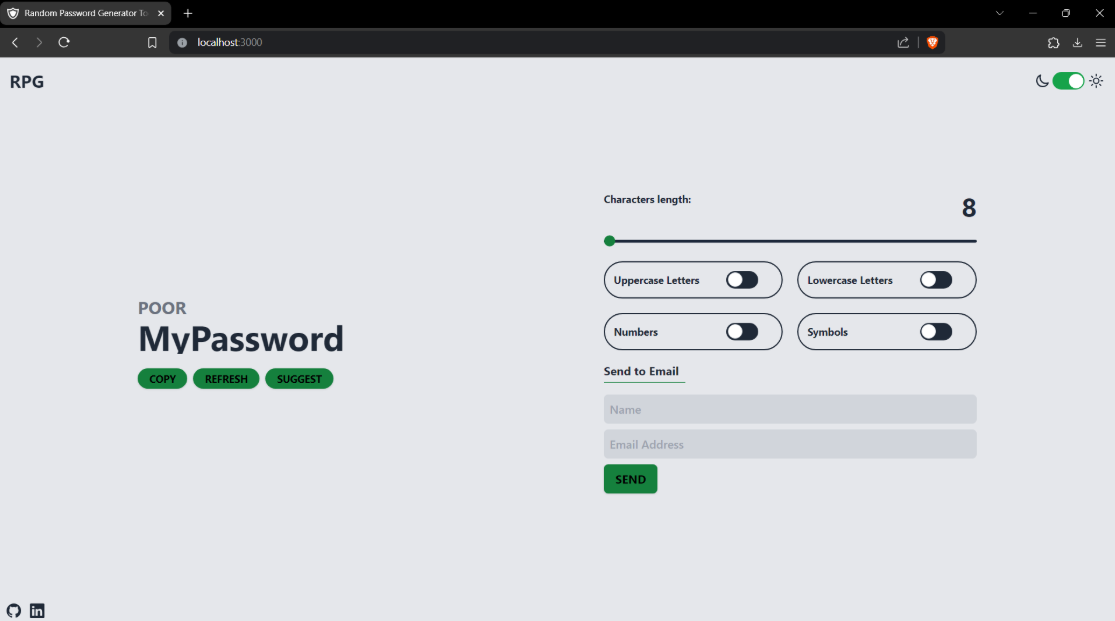 Random Password Generator To
localhost:3000
RPG
Characters length:
8
Uppercase Letters
Lowercase Letters
Numbers
Symbols
POOR
MyPassword
COPY
REFRESH
SUGGEST
Send to Email
Name
Email Address
SEND